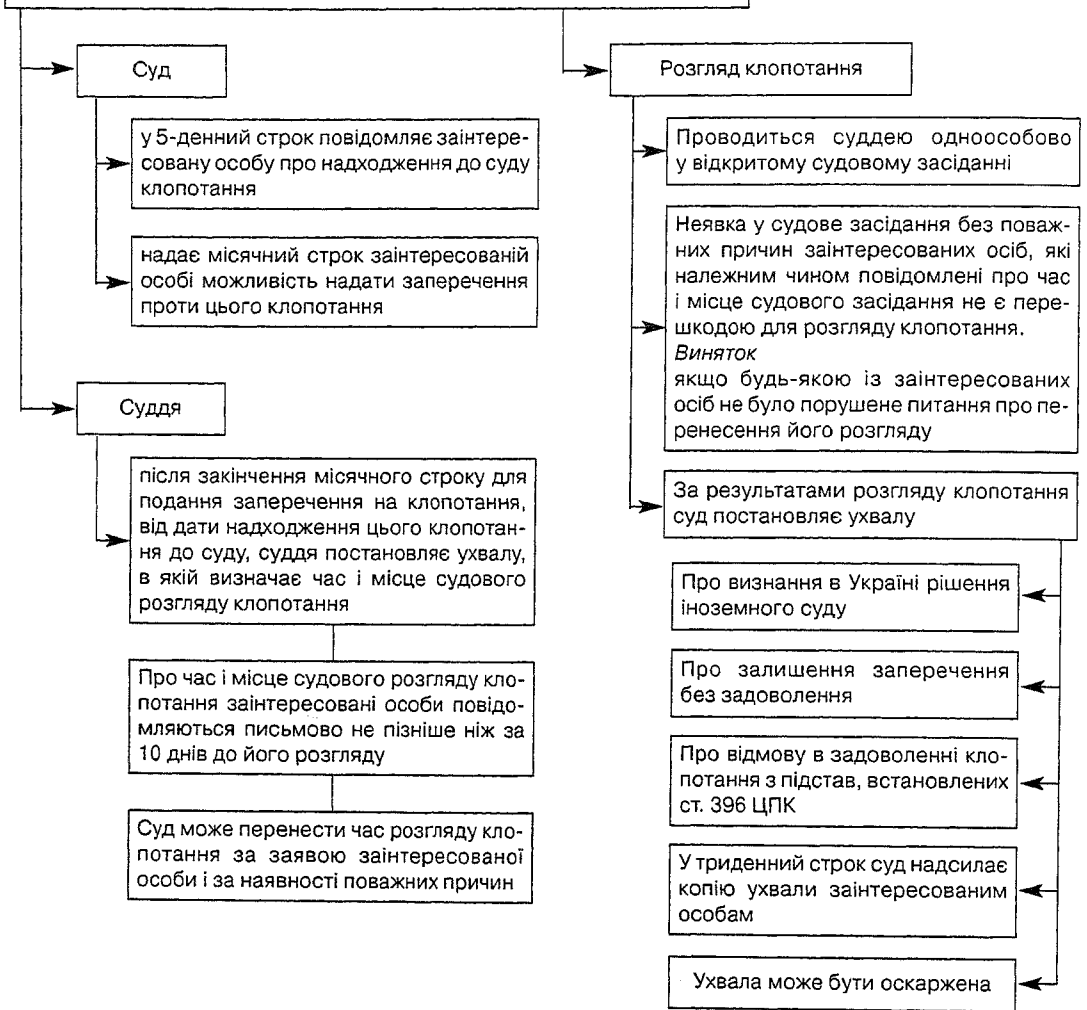 Суд
у 5-денний строк повідомляє заінтере-
совану особу про надходження до суду
клопотання
надає місячний строк заінтересованій
особі можливість надати заперечення
проти цього клопотання
Суддя
після закінчення місячного строку для
подання заперечення на клопотання,
від дати надходження цього клопотан-
ня до суду, суддя постановляє ухвалу,
в якій визначає час і місце судового
розгляду клопотання
Про час і місце судового розгляду кло-
потання заінтересовані особи повідо-
мляються письмово не пізніше ніж за
10 днів до його розгляду
Суд може перенести час розгляду кло-
потання за заявою заінтересованої
особи і за наявності поважних причин
Розгляд клопотання
Проводиться суддею одноособово
у відкритому судовому засіданні
Неявка у судове засідання без поваж-
них причин заінтересованих осіб, які
належним чином повідомлені про час
і місце судового засідання не є пере-
шкодою для розгляду клопотання.
Виняток
якщо будь-якою із заінтересованих
осіб не було порушене питання про пе-
ренесення його розгляду
За результатами розгляду клопотання
суд постановляє ухвалу
Про визнання в Україні рішення
іноземного суду
Про залишення заперечення
без задоволення
Про відмову в задоволенні кло-
потання з підстав, встановлених
ст. 396 ЦПК
У триденний строк суд надсилає
копію ухвали заінтересованим
особам
Ухвала може бути оскаржена